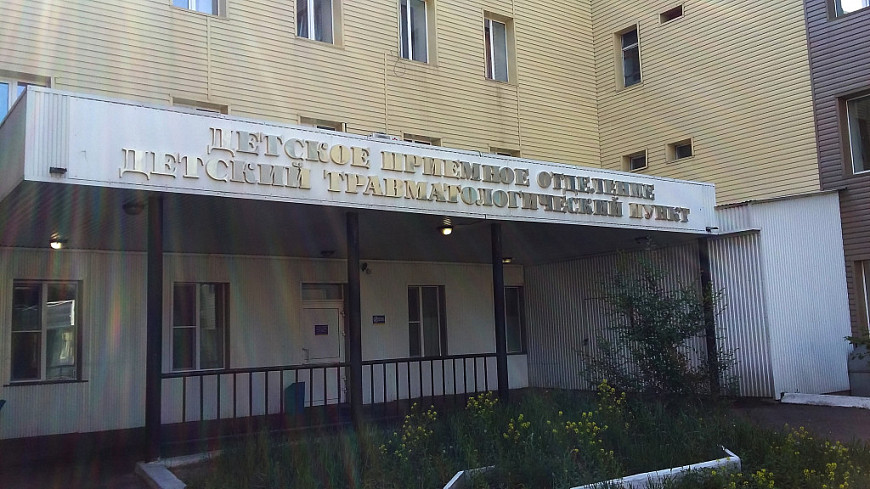 ДЕТСКОЕ ПРИЕМНОЕ ОТДЕЛЕНИЕ
ДЕТСКИЙ ТРАВМАТОЛОГИЧЕСКИЙ ПУНКТ